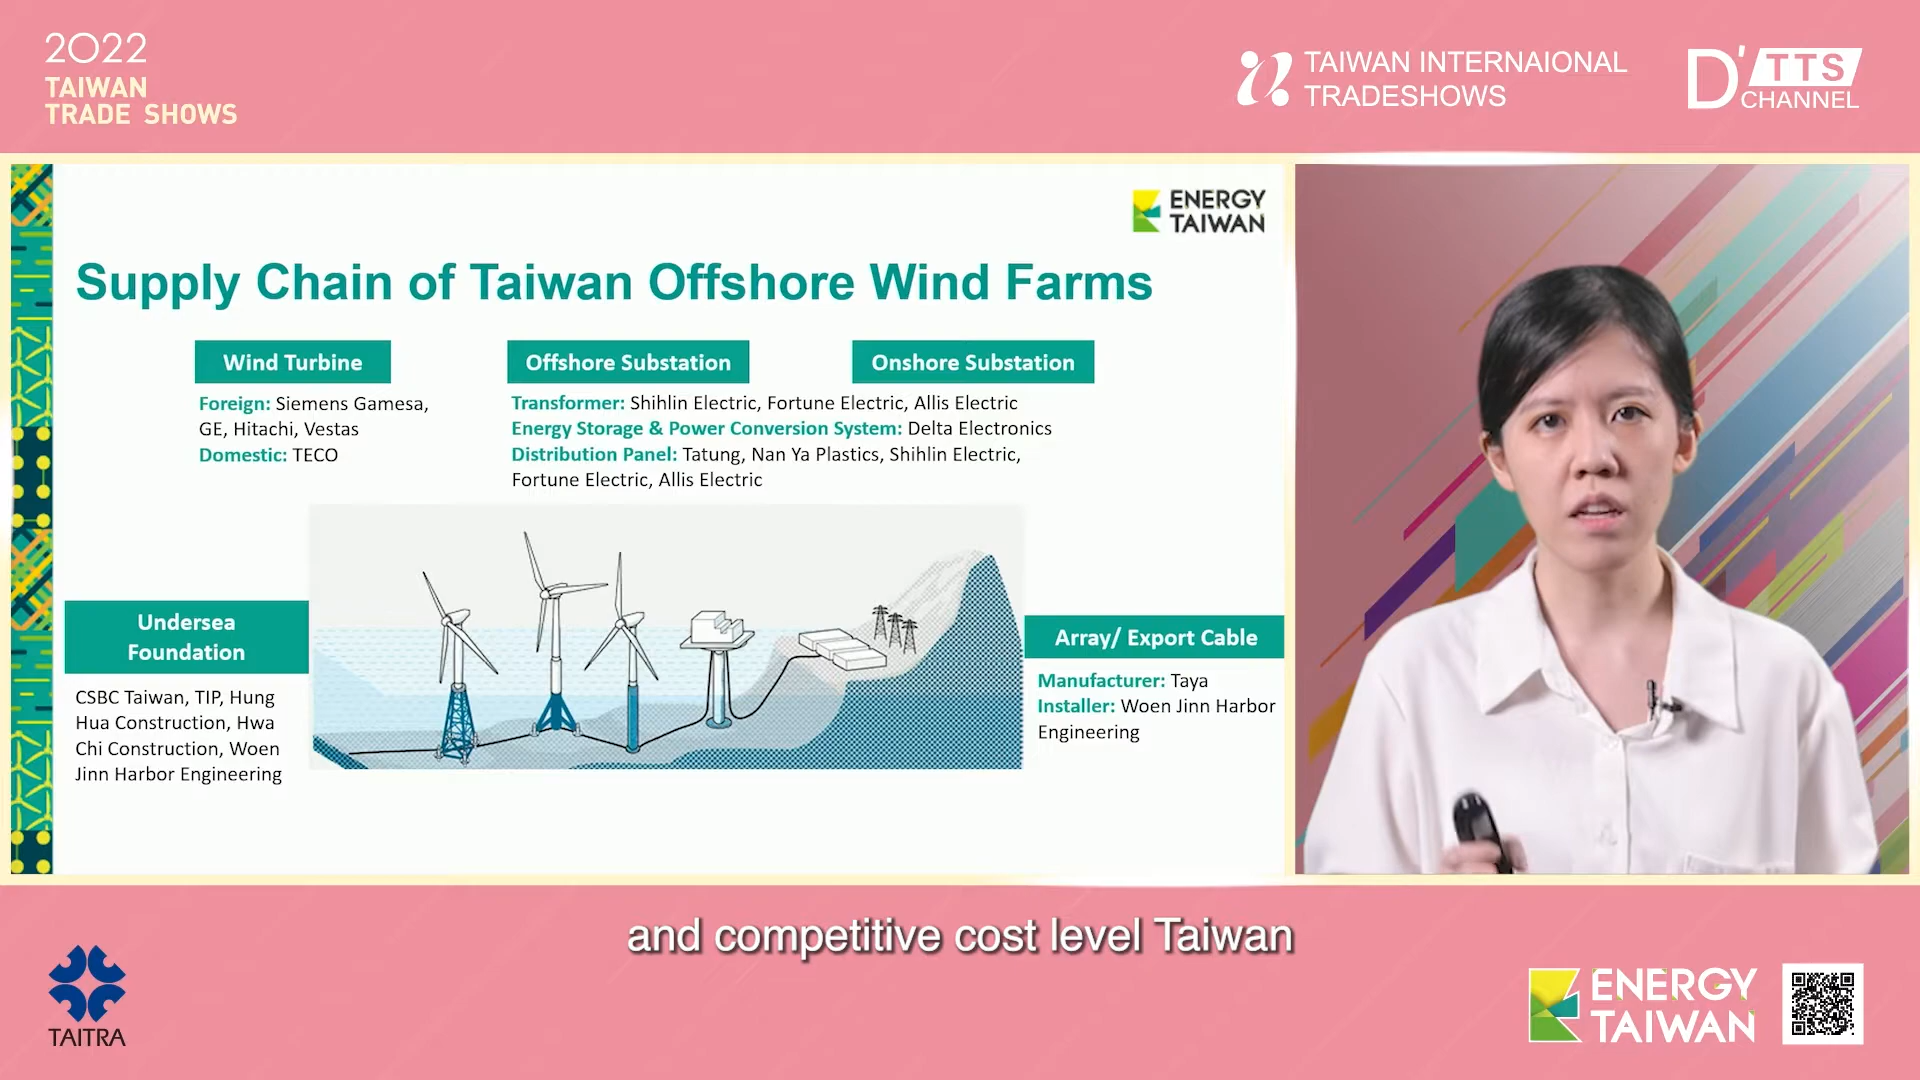 2022
TAIWAN
TRADE SHOWS
TAIWAN INTERNAIONAL
TRADESHOWS
D'
TTS
CHANNEL
ENERGY
TAIWAN
Supply Chain of Taiwan Offshore Wind Farms
Wind Turbine
Foreign: Siemens Gamesa,
GE, Hitachi, Vestas
Domestic: TECO
Offshore Substation
Onshore Substation
Transformer: Shihlin Electric, Fortune Electric, Allis Electric
Energy Storage & Power Conversion System: Delta Electronics
Distribution Panel: Tatung, Nan Ya Plastics, Shihlin Electric,
Fortune Electric, Allis Electric
Undersea
Foundation
CSBC Taiwan, TIP, Hung
Hua Construction, Hwa
Chi Construction, Woen
Jinn Harbor Engineering
Array/ Export Cable
Manufacturer: Taya
Installer: Woen Jinn Harbor
Engineering
and competitive cost level Taiwan
TAITRA
ENERGY
TAIWAN